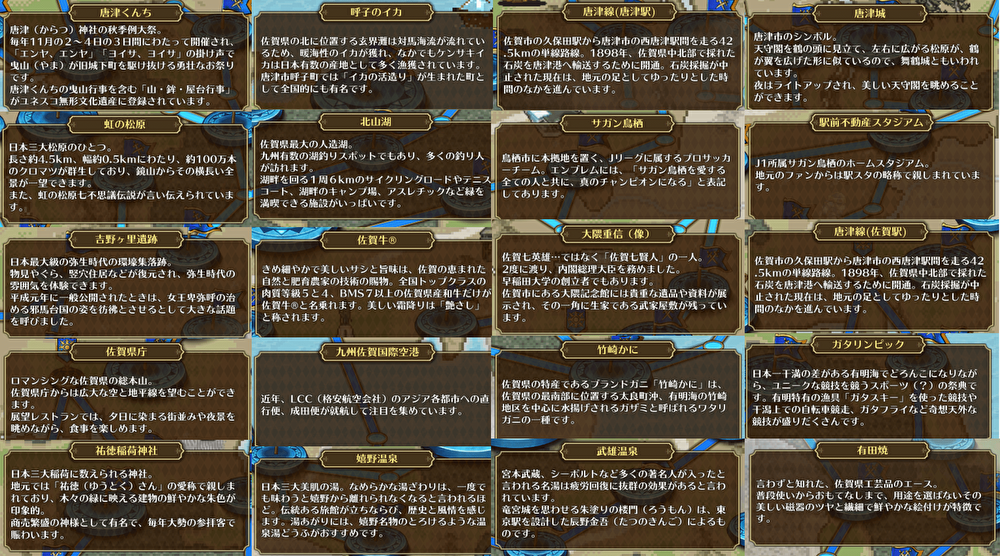 唐津くんち
唐津（からつ）神社の秋季例大祭。
毎年11月の2～4日の3日間にわたって開催され、
「エンヤ、エンヤ」「ヨイサ、ヨイサ」の掛け声で
曳山（やま）が旧城下町を駆け抜ける勇壮なお祭り
です。
唐津くんちの曳山行事を含む「山・鉾・屋台行事」
がユネスコ無形文化遺産に登録されています。
呼子のイカ
佐賀県の北に位置する玄界灘は対馬海流が流れて
いるため、暖海性のイカが獲れ、なかでもケンサキイ
カは日本有数の産地として多く漁獲されています。
唐津市呼子町では「イカの活造り」が生まれた町と
して全国的にも有名です。
唐津線(唐津駅)
佐賀市の久保田駅から唐津市の西唐津駅間を走る42
.5kmの単線路線。1898年、佐賀県中北部で採れた
石炭を唐津港へ輸送するために開通。石炭採掘が中
止された現在は、地元の足としてゆったりとした時
間のなかを進んでいます。
唐津城
唐津市のシンボル。
天守閣を鶴の頭に見立て、左右に広がる松原が、鶴
が翼を広げた形に似ているので、舞鶴城ともいわれ
ています。
夜はライトアップされ、美しい天守閣を眺めること
ができます。
虹の松原
日本三大松原のひとつ。
長さ約4.5km、幅約0.5kmにわたり、約100万本
のクロマツが群生しており、鏡山からその横長い全
景が一望できます。
また、虹の松原七不思議伝説が言い伝えられていま
す。
北山湖
佐賀県最大の人造湖。
九州有数の湖釣りスポットでもあり、多くの釣り人
が訪れます。
湖畔を回る１周６kmのサイクリングロードやテニス
コート、湖畔のキャンプ場、アスレチックなど緑を
満喫できる施設がいっぱいです。
サガン鳥栖
鳥栖市に本拠地を置く、Jリーグに属するプロサッカ
ーチーム。エンブレムには、「サガン鳥栖を愛する
全ての人と共に、真のチャンピオンになる」と表記
してあります。
駅前不動産スタジアム
J1所属サガン鳥栖のホームスタジアム。
地元のファンからは駅スタの略称で親しまれていま
す。
吉野ヶ里遺跡
日本最大級の弥生時代の環壕集落跡。
物見やぐら、竪穴住居などが復元され、弥生時代の
雰囲気を体験できます。
平成元年に一般公開されたときは、女王卑弥呼の治
める邪馬台国の姿を彷彿とさせるとして大きな話題
を呼びました。
佐賀牛®
きめ細やかで美しいサシと旨味は、佐賀の恵まれた
自然と肥育農家の技術の賜物。全国トップクラスの
肉質等級５と４、BMS７以上の佐賀県産和牛だけが
佐賀牛®と名乗れます。美しい霜降りは「艶さし」
と称されます。
大隈重信（像）
佐賀七英雄…ではなく「佐賀七賢人」の一人。
2度に渡り、内閣総理大臣を務めました。
早稲田大学の創立者でもあります。
佐賀市にある大隈記念館には貴重な遺品や資料が展
示され、その一角に生家である武家屋敷が残ってい
ます。
唐津線(佐賀駅)
佐賀市の久保田駅から唐津市の西唐津駅間を走る42
.5kmの単線路線。1898年、佐賀県中北部で採れた
石炭を唐津港へ輸送するために開通。石炭採掘が中
止された現在は、地元の足としてゆったりとした時
間のなかを進んでいます。
佐賀県庁
ロマンシングな佐賀県の総本山。
佐賀県庁からは広大な空と地平線を望むことができ
ます。
展望レストランでは、夕日に染まる街並みや夜景を
眺めながら、食事を楽しめます。
九州佐賀国際空港
近年、LCC（格安航空会社）のアジア各都市への直
行便、成田便が就航して注目を集めています。
竹崎かに
佐賀県の特産であるブランドガニ「竹崎かに」は、
佐賀県の最南部に位置する太良町沖、有明海の竹崎
地区を中心に水揚げされるガザミと呼ばれるワタリ
ガニの一種です。
ガタリンピック
日本一干満の差がある有明海でどろんこになりなが
ら、ユニークな競技を競うスポーツ（？）の祭典で
す。有明特有の漁具「ガタスキー」を使った競技や
干潟上での自転車競走、ガタフライなど奇想天外な
競技が盛りだくさんです。
祐徳稲荷神社
日本三大稲荷に数えられる神社。
地元では「祐徳（ゆうとく）さん」の愛称で親しま
れており、木々の緑に映える建物の鮮やかな朱色が
印象的。
商売繁盛の神様として有名で、毎年大勢の参拝客で
賑わいます。
嬉野温泉
日本三大美肌の湯。なめらかな湯ざわりは、一度で
も味わうと嬉野から離れられなくなると言われるほ
ど。伝統ある旅館が立ちならび、歴史と風情を感じ
ます。湯あがりには、嬉野名物のとろけるような温
泉湯どうふがおすすめです。
武雄温泉
宮本武蔵、シーボルトなど多くの著名人が入ったと
言われる名湯は疲労回復に抜群の効果があると言わ
れています。
竜宮城を思わせる朱塗りの楼門（ろうもん）は、東
京駅を設計した辰野金吾（たつのきんご）によるも
のです。
有田焼
言わずと知れた、佐賀県工芸品のエース。
普段使いからおもてなしまで、用途を選ばないその
美しい磁器のツヤと繊細で鮮やかな絵付けが特徴で
す。